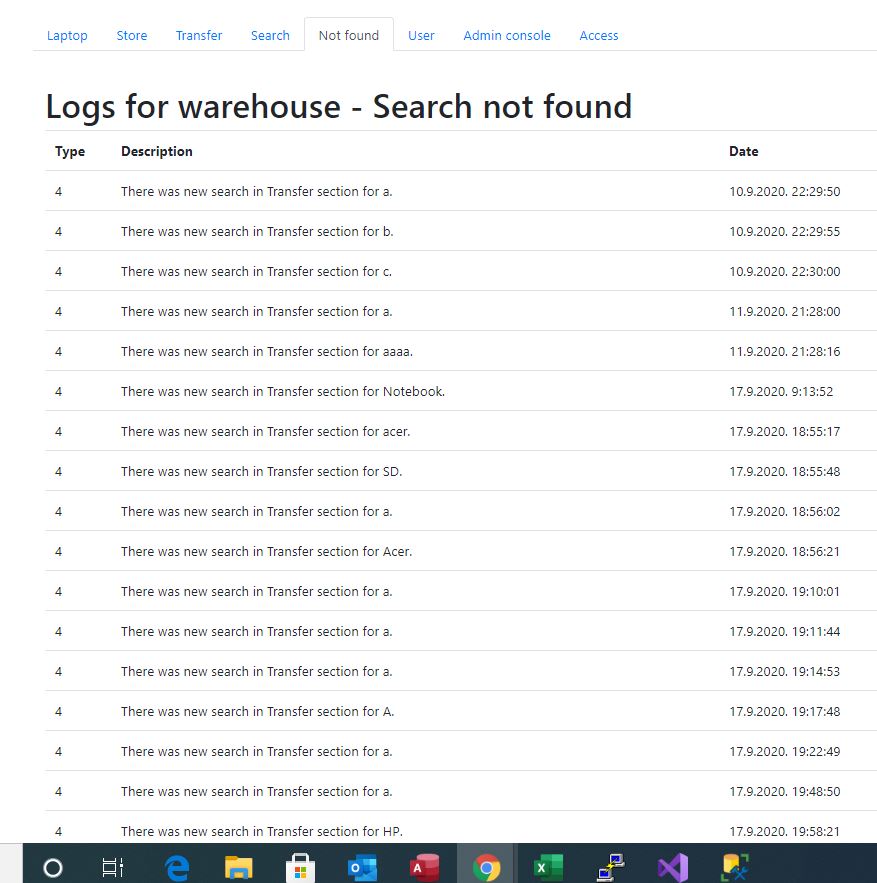 Laptop Store Transfer Search Not found User Admin console Access
Logs for warehouse - Search not found
Type Description Date
4 There was new search in Transfer section for a. 10.9.2020. 22:29:50
4 There was new search in Transfer section for b. 10.9.2020. 22:29:55
4 There was new search in Transfer section for c. 10.9.2020. 22:30:00
4 There was new search in Transfer section for a. 11.9.2020. 21:28:00
4 There was new search in Transfer section for aaaa. 11.9.2020. 21:28:16
4 There was new search in Transfer section for Notebook. 17.9.2020. 9:13:52
4 There was new search in Transfer section for acer. 17.9.2020. 18:55:17
4 There was new search in Transfer section for SD. 17.9.2020. 18:55:48
4 There was new search in Transfer section for a. 17.9.2020. 18:56:02
4 There was new search in Transfer section for Acer. 17.9.2020. 18:56:21
4 There was new search in Transfer section for a. 17.9.2020. 19:10:01
4 There was new search in Transfer section for a. 17.9.2020. 19:11:44
4 There was new search in Transfer section for a. 17.9.2020. 19:14:53
4 There was new search in Transfer section for A. 17.9.2020. 19:17:48
4 There was new search in Transfer section for a. 17.9.2020. 19:22:49
4 There was new search in Transfer section for a. 17.9.2020. 19:48:50
4 There was new search in Transfer section for HP. 17.9.2020. 19:58:21